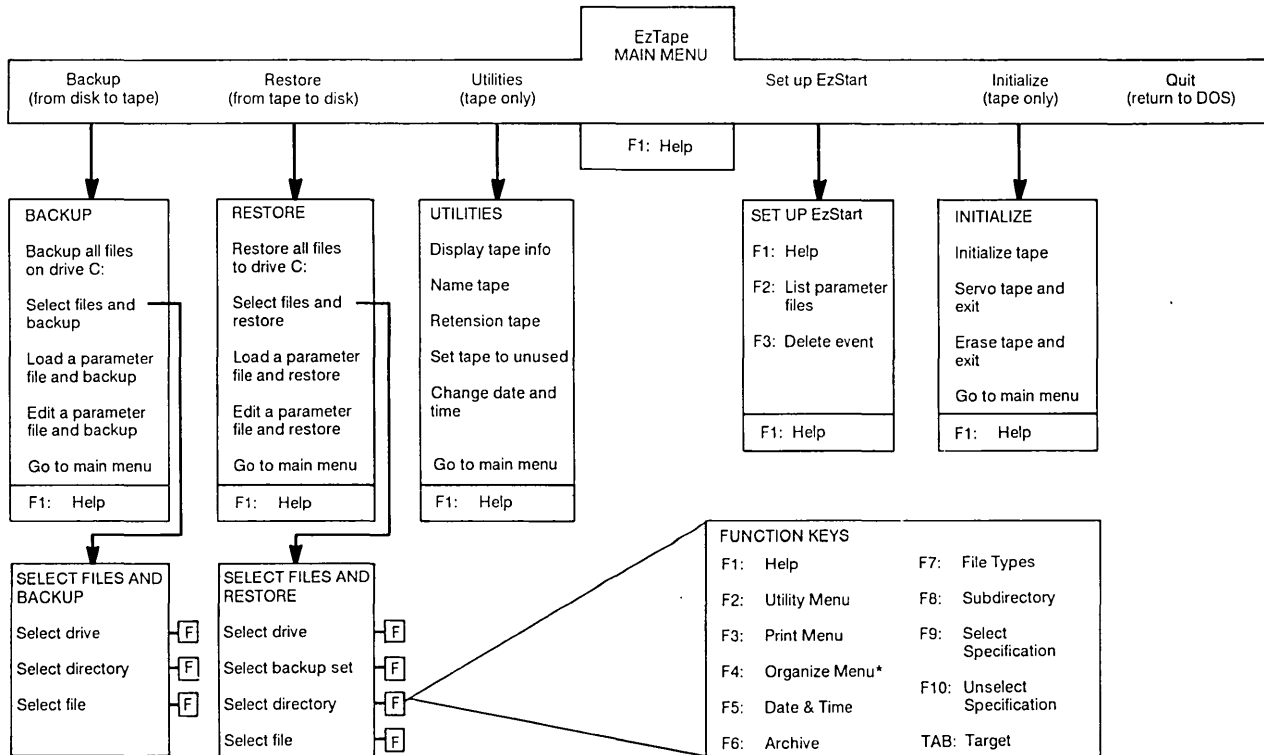 EzTape
MAIN MENU
Backup
(from disk to tape)
Restore
(from tape to disk)
Utilities
(tape only)
Set up EzStart
Initialize
(tape only)
Quit
(return to DOS)
F1: Help
BACKUP
Backup all files
on drive C:
Select files and
backup
Load a parameter
file and backup
Edit a parameter
file and backup
Go to main menu
F1: Help
RESTORE
Restore all files
to drive C:
Select files and
restore
Load a parameter
file and restore
Edit a parameter
file and restore
Go to main menu
F1: Help
UTILITIES
Display tape info
Name tape
Retension tape
Set tape to unused
Change date and
time
Go to main menu
F1: Help
SET UP EzStart
F1: Help
F2: List parameter
files
F3: Delete event
F1: Help
INITIALIZE
Initialize tape
Servo tape and
exit
Erase tape and
exit
Go to main menu
F1: Help
SELECT FILES AND
BACKUP
Select drive F
Select directory F
Select file F
SELECT FILES AND
RESTORE
Select drive F
Select backup set F
Select directory F
Select file F
FUNCTION KEYS
F1: Help
F2: Utility Menu
F3: Print Menu
F4: Organize Menu*
F5: Date & Time
F6: Archive
F7: File Types
F8: Subdirectory
F9: Select
Specification
F10: Unselect
Specification
TAB: Target